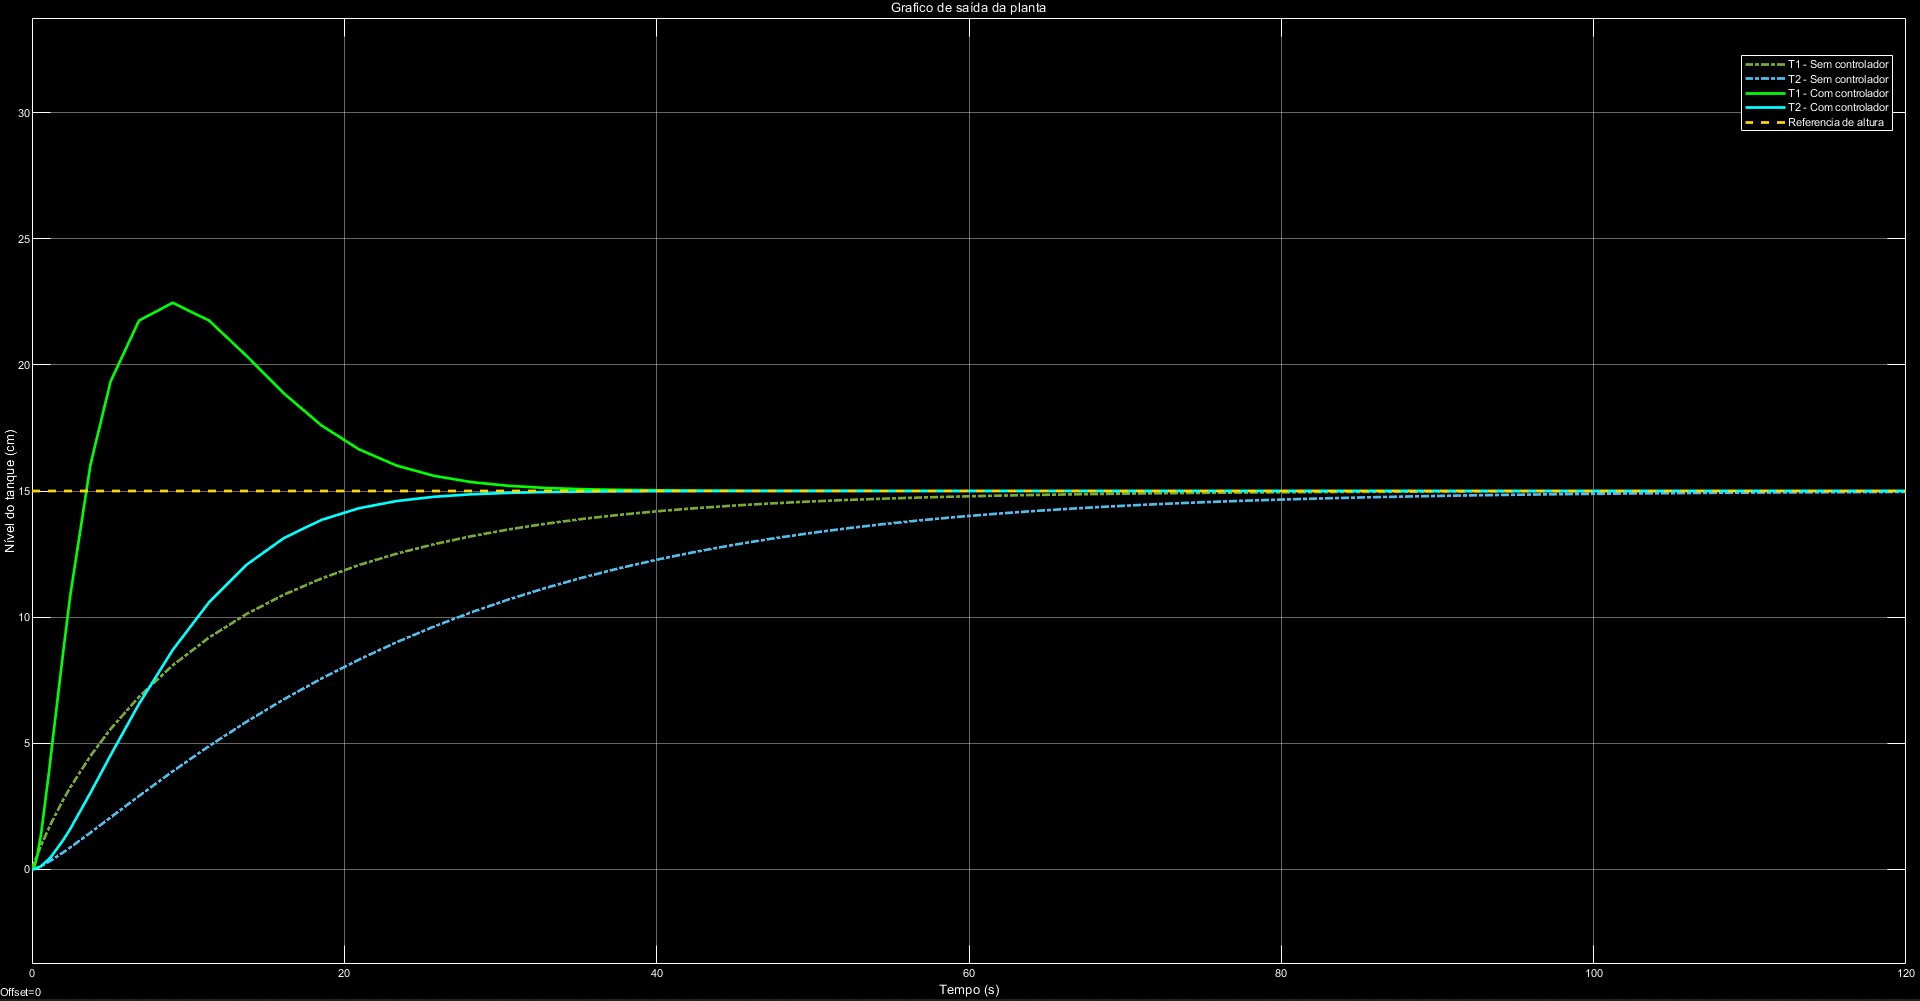 Grafico de saída da planta
T1 - Sem controlador
T2 - Sem controlador
T1 - Com controlador
T2 - Com controlador
Referencia de altura
30
25
20
15
10
5
0
Nível do tanque (cm)
0
20
40
60
80
100
120
Tempo (s)
Offset=0